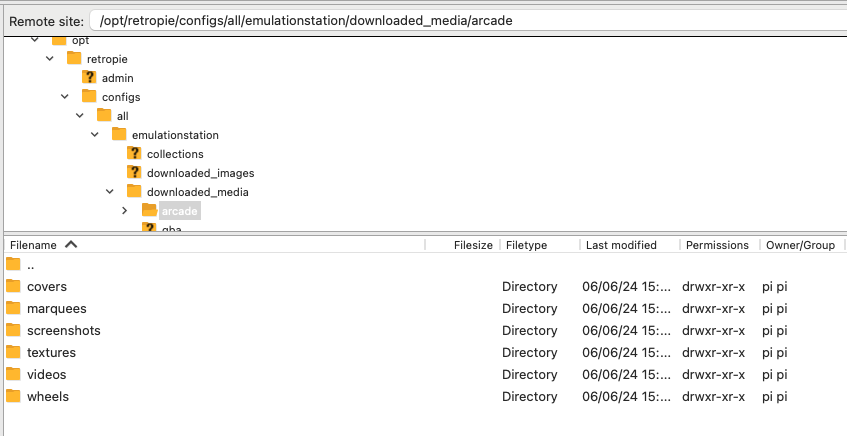 Remote site: /opt/retropie/configs/all/emulationstation/downloaded_media/arcade
opt
retropie
admin
configs
all
emulationstation
collections
downloaded_images
downloaded_media
arcade
gba
Filename Filesize Filetype Last modified Permissions Owner/Group
..
covers Directory 06/06/24 15:... drwxr-xr-x pi pi
marquees Directory 06/06/24 15:... drwxr-xr-x pi pi
screenshots Directory 06/06/24 15:... drwxr-xr-x pi pi
textures Directory 06/06/24 15:... drwxr-xr-x pi pi
videos Directory 06/06/24 15:... drwxr-xr-x pi pi
wheels Directory 06/06/24 15:... drwxr-xr-x pi pi